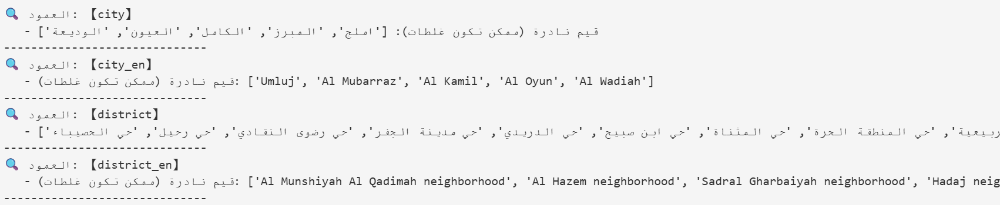 🔍 العمود: 【city】
- قيم نادرة (ممكن تكون غلطات): ['املج', 'المبرز', 'الكامل', 'العيون', 'الوديعة']
------------------------------
🔍 العمود: 【city_en】
- قيم نادرة (ممكن تكون غلطات): ['Umluj', 'Al Mubarraz', 'Al Kamil', 'Al Oyun', 'Al Wadiah']
------------------------------
🔍 العمود: 【district】
- ربيعية', 'حي المنطقة الحرة', 'حي المثناة', 'حي ابن صبيح', 'حي الدريدي', 'حي مدينة الجفر', 'حي رضوى النقادي', 'حي رحيل', 'حي الحصيباء']
------------------------------
🔍 العمود: 【district_en】
- قيم نادرة (ممكن تكون غلطات): ['Al Munshiyah Al Qadimah neighborhood', 'Al Hazem neighborhood', 'Sadral Gharbaiyah neighborhood', 'Hadaj neig
------------------------------